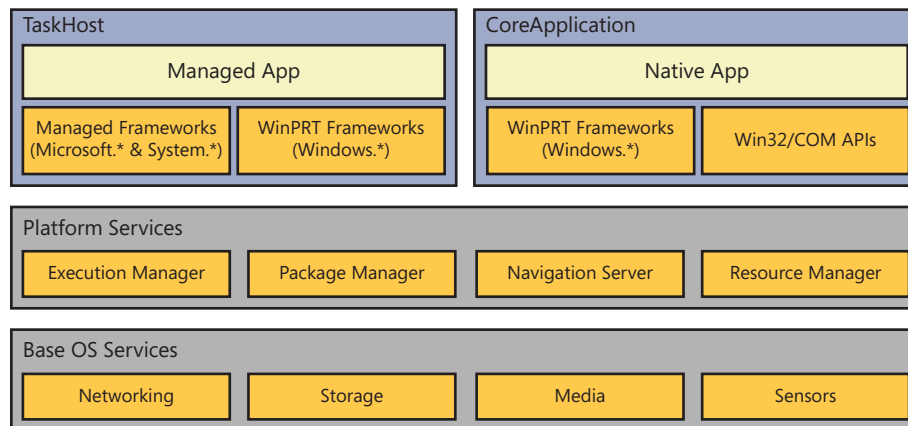 TaskHost
Managed App
Managed Frameworks
(Microsoft.* & System.*)
WinPRT Frameworks
(Windows.*)
CoreApplication
Native App
WinPRT Frameworks
(Windows.*)
Win32/COM APIs
Platform Services
Execution Manager
Package Manager
Navigation Server
Resource Manager
Base OS Services
Networking
Storage
Media
Sensors